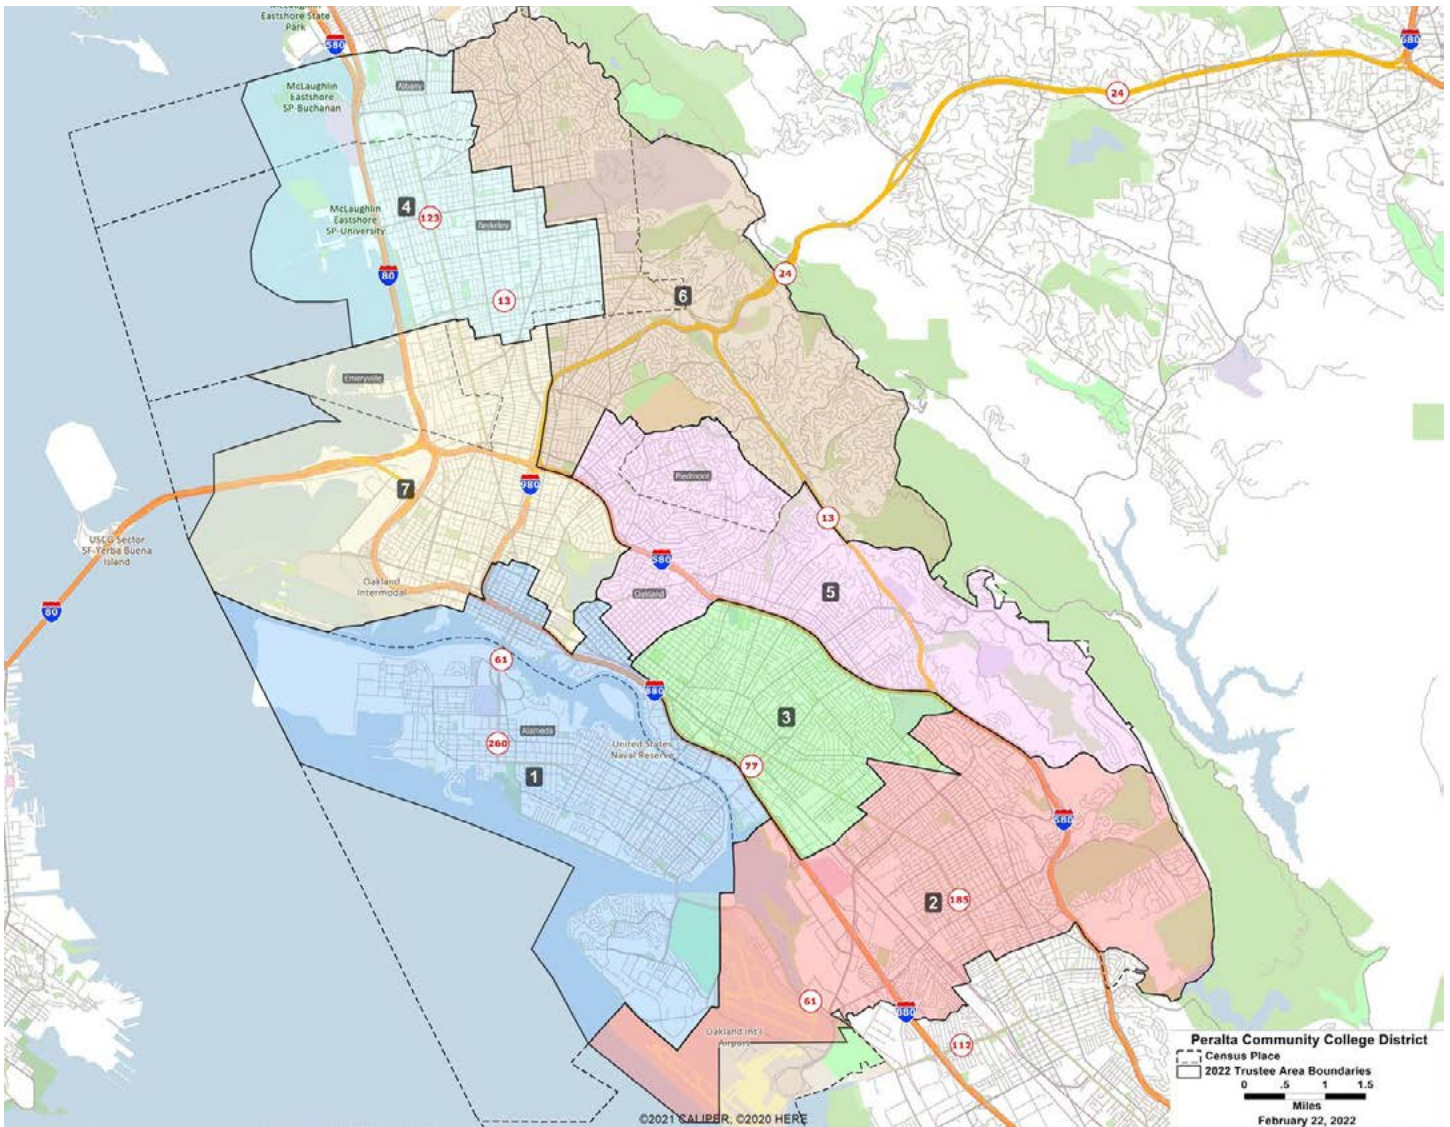 McLaughlin
Eastshore State
Park
580
McLaughlin
Eastshore
SP-Buchanan
Albany
680
24
4
123
McLaughlin
Eastshore
SP-University
Berkeley
80
13
24
6
Emeryville
7
980
Piedmont
13
USCG Sector
SF-Yerba Buena
Island
80
Oakland
Intermodal
580
Oakland
5
61
880
3
260
Alameda
United States
Naval Reserve
77
1
580
2
185
61
880
Oakland Int'l
Airport
112
Peralta Community College District
Census Place
2022 Trustee Area Boundaries
0 .5 1 1.5
Miles
February 22, 2022
©2021 CALIPER; ©2020 HERE